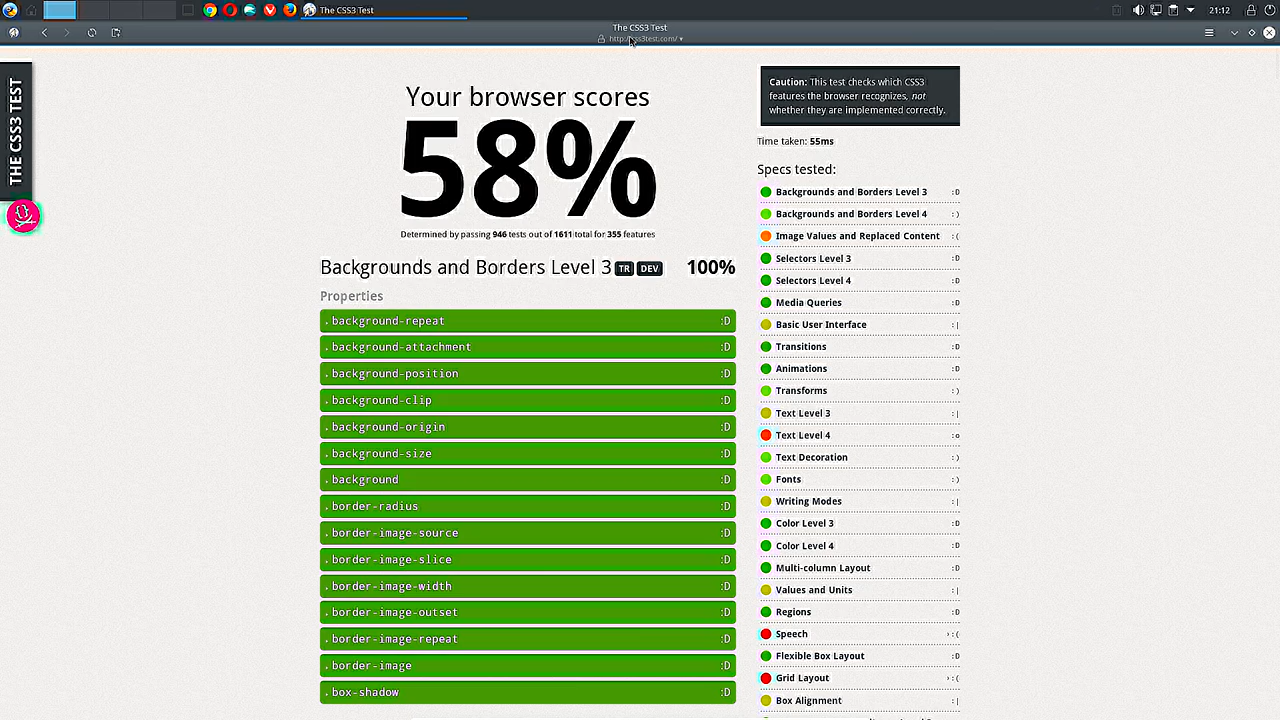 The CSS3 Test
21:12
The CSS3 Test
http://css3test.com/
THE CSS3 TEST
Your browser scores
58%
Determined by passing 946 tests out of 1611 total for 355 features
Backgrounds and Borders Level 3 TR DEV 100%
Properties
background-repeat :D
background-attachment :D
background-position :D
background-clip :D
background-origin :D
background-size :D
background :D
border-radius :D
border-image-source :D
border-image-slice :D
border-image-width :D
border-image-outset :D
border-image-repeat :D
border-image :D
box-shadow :D
Caution: This test checks which CSS3
features the browser recognizes, not
whether they are implemented correctly.
Time taken: 55ms
Specs tested:
Backgrounds and Borders Level 3 :D
Backgrounds and Borders Level 4 :)
Image Values and Replaced Content :(
Selectors Level 3 :D
Selectors Level 4 :D
Media Queries :D
Basic User Interface :|
Transitions :D
Animations :D
Transforms :)
Text Level 3 :|
Text Level 4 :o
Text Decoration :)
Fonts :)
Writing Modes :|
Color Level 3 :D
Color Level 4 :D
Multi-column Layout :D
Values and Units :|
Regions :D
Speech >:(
Flexible Box Layout :D
Grid Layout >:(
Box Alignment :|